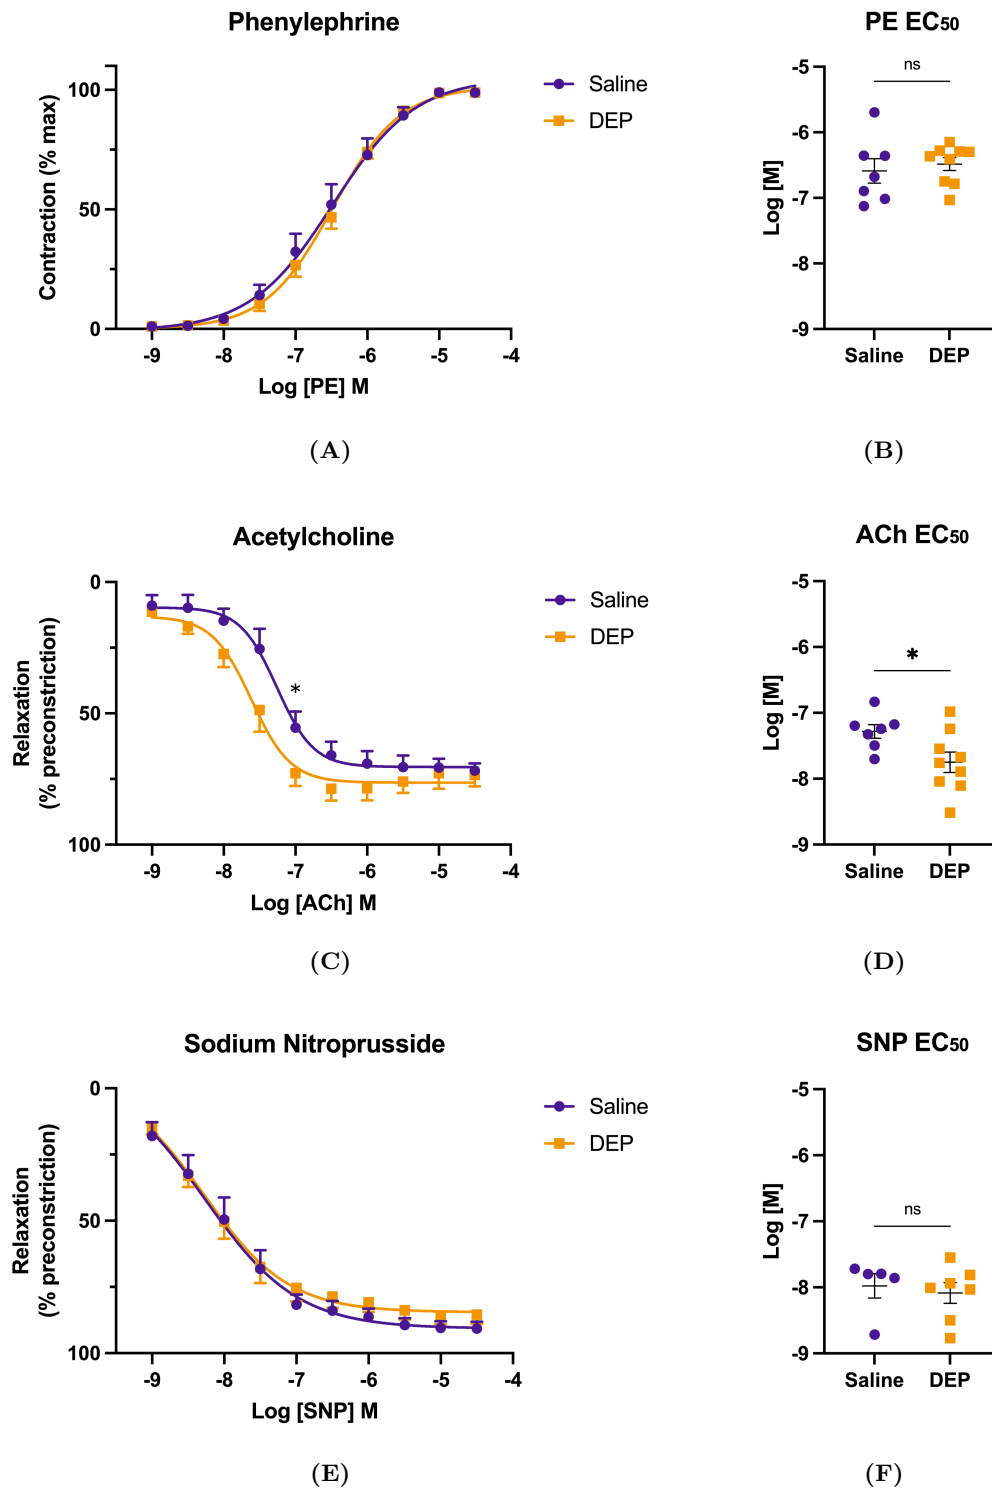 Phenylephrine
100
50
0
Contraction (% max)
-9 -8 -7 -6 -5 -4
Log [PE] M
Saline
DEP
(A)
PE EC50
ns
-5
-6
-7
-8
-9
Log [M]
Saline DEP
(B)
Acetylcholine
0
50
100
Relaxation
(% preconstriction)
*
-9 -8 -7 -6 -5 -4
Log [ACh] M
Saline
DEP
(C)
ACh EC50
*
-5
-6
-7
-8
-9
Log [M]
Saline DEP
(D)
Sodium Nitroprusside
0
50
100
Relaxation
(% preconstriction)
-9 -8 -7 -6 -5 -4
Log [SNP] M
Saline
DEP
(E)
SNP EC50
ns
-5
-6
-7
-8
-9
Log [M]
Saline DEP
(F)